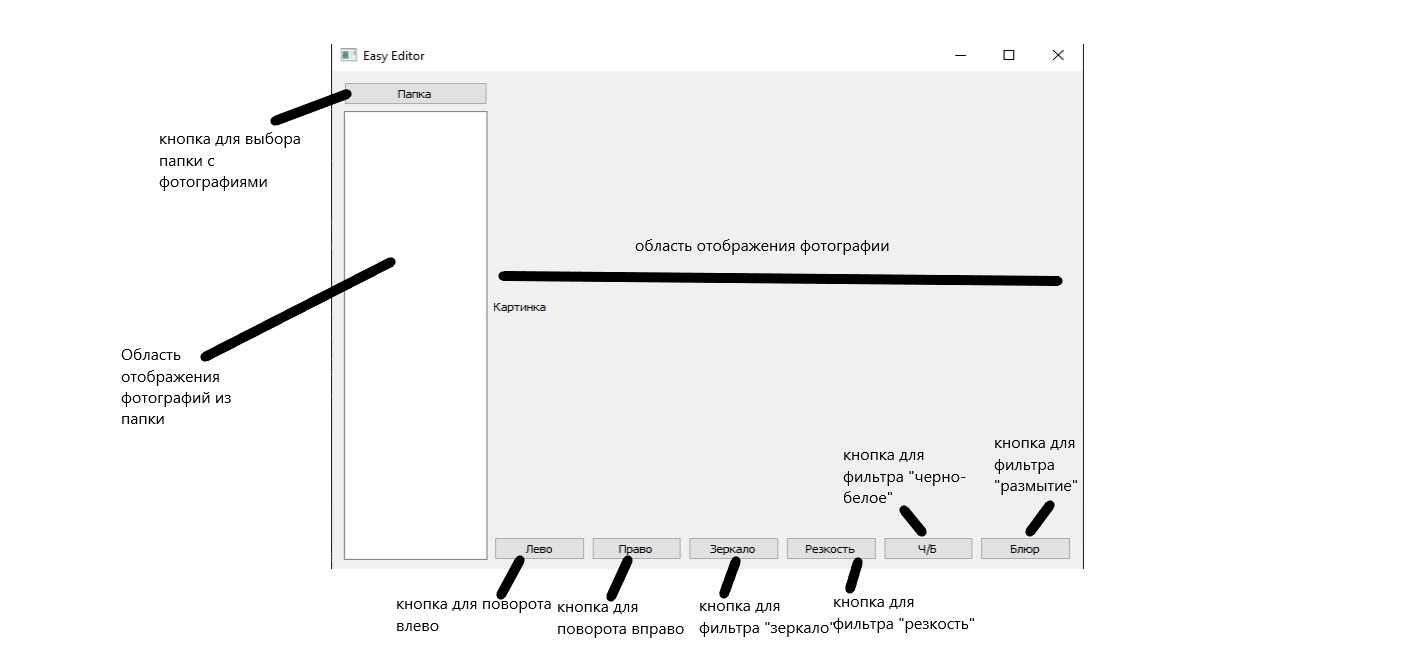 Easy Editor
Папка
кнопка для выбора
папки с
фотографиями
область отображения фотографии
Картинка
Область
отображения
фотографий из
папки
кнопка для
фильтра "черно-
белое"
кнопка для
фильтра
"размытие"
Лево
Право
Зеркало
Резкость
Ч/Б
Блюр
кнопка для поворота
влево
кнопка для
поворота вправо
кнопка для
фильтра "зеркало"
кнопка для
фильтра "резкость"